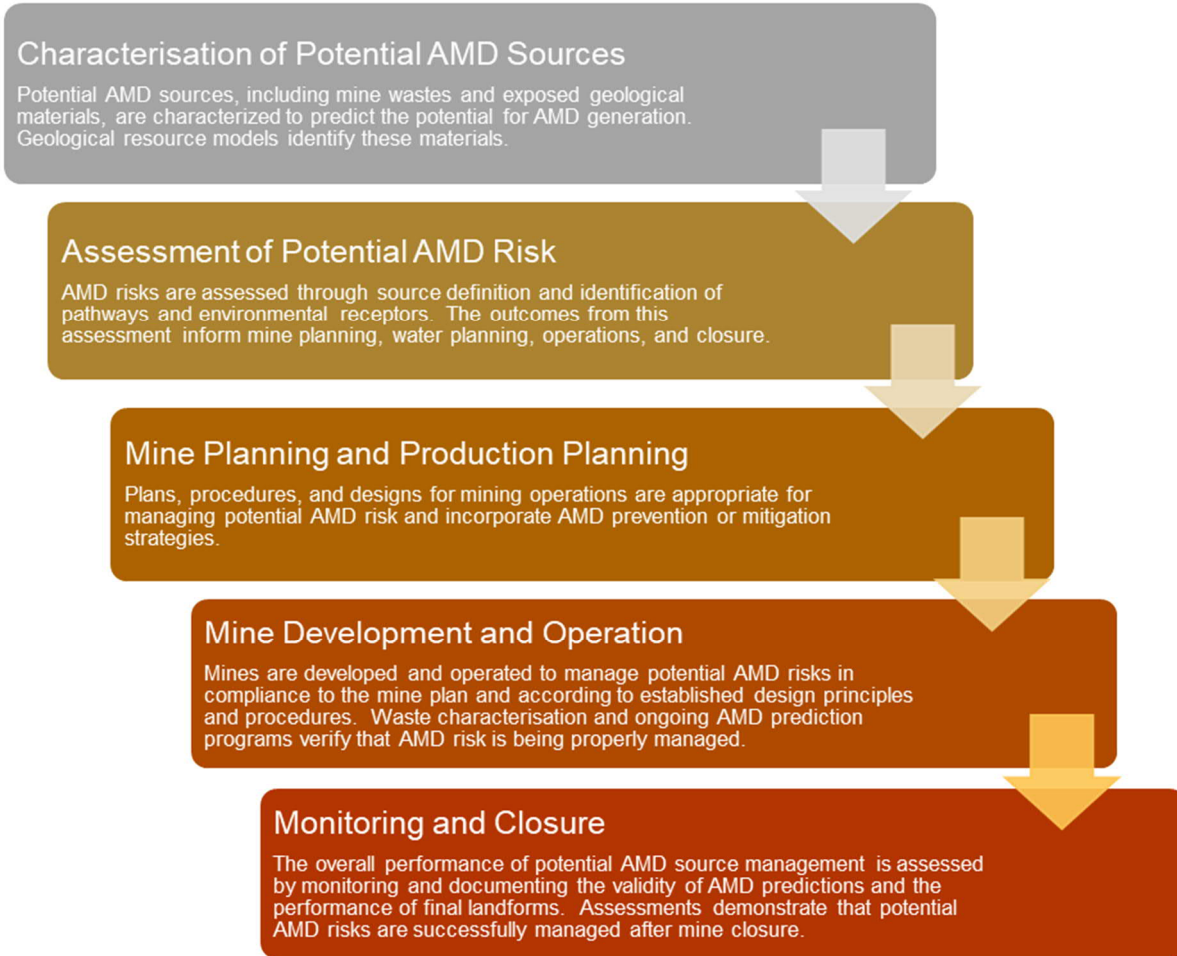 Characterisation of Potential AMD Sources
Potential AMD sources, including mine wastes and exposed geological
materials, are characterized to predict the potential for AMD generation.
Geological resource models identify these materials.
Assessment of Potential AMD Risk
AMD risks are assessed through source definition and identification of
pathways and environmental receptors. The outcomes from this
assessment inform mine planning, water planning, operations, and closure.
Mine Planning and Production Planning
Plans, procedures, and designs for mining operations are appropriate for
managing potential AMD risk and incorporate AMD prevention or mitigation
strategies.
Mine Development and Operation
Mines are developed and operated to manage potential AMD risks in
compliance to the mine plan and according to established design principles
and procedures. Waste characterisation and ongoing AMD prediction
programs verify that AMD risk is being properly managed.
Monitoring and Closure
The overall performance of potential AMD source management is assessed
by monitoring and documenting the validity of AMD predictions and the
performance of final landforms. Assessments demonstrate that potential
AMD risks are successfully managed after mine closure.